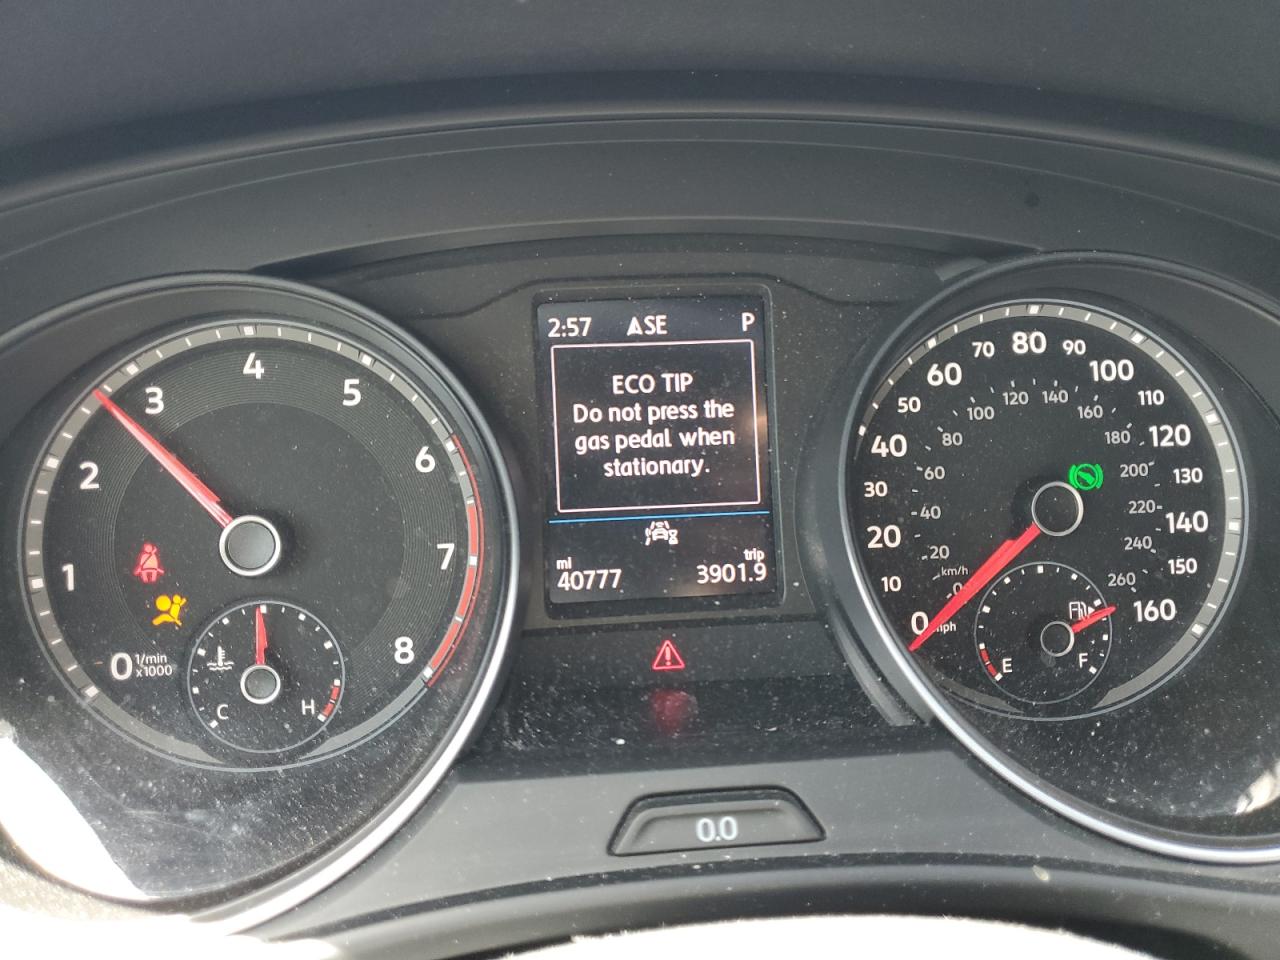 2:57 ASE P
ECO TIP
Do not press the
gas pedal when
stationary.
mi
40777
trip
3901.9
0 1 2 3 4 5 6 7 8
1/min
x1000
C H
0 10 20 30 40 50 60 70 80 90 100 110 120 130 140 150 160
mph
0 20 40 60 80 100 120 140 160 180 200 220 240 260
km/h
E F
0.0